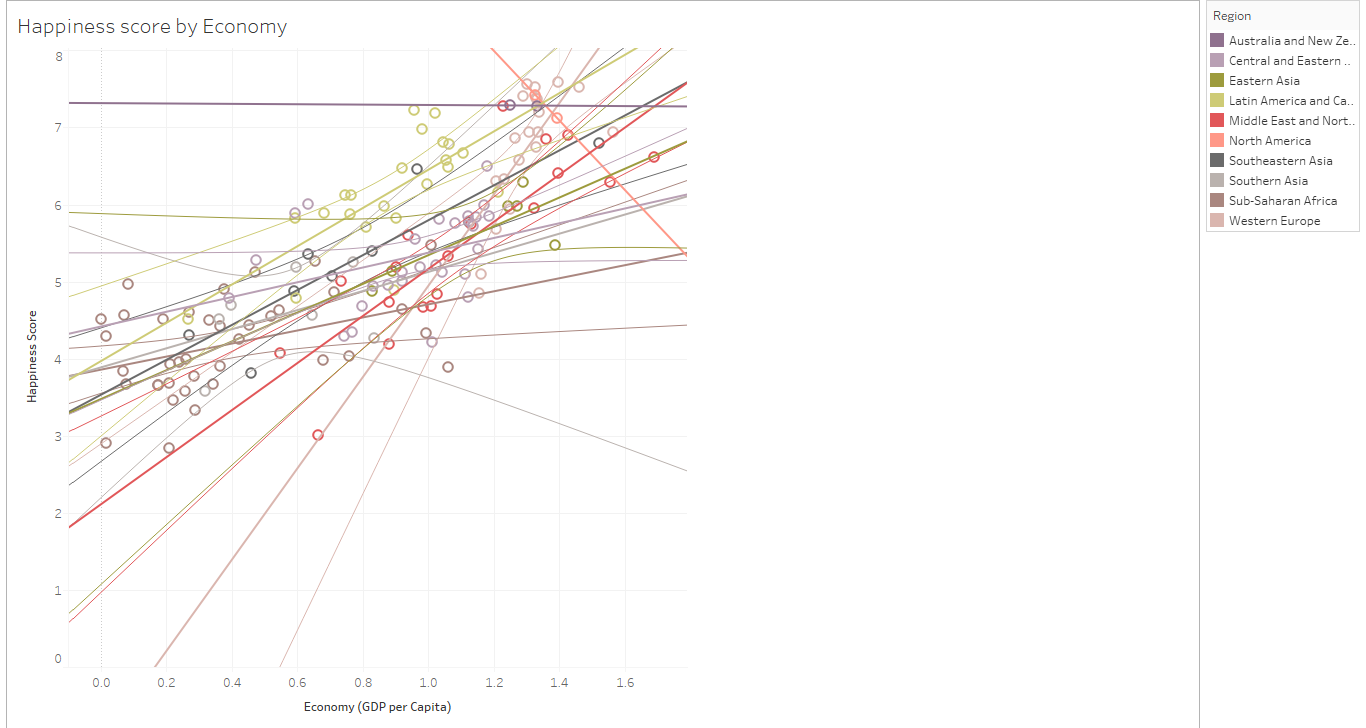 Happiness score by Economy
8
7
6
5
4
3
2
1
0
Happiness Score
0.0 0.2 0.4 0.6 0.8 1.0 1.2 1.4 1.6
Economy (GDP per Capita)
Region
Australia and New Ze..
Central and Eastern ..
Eastern Asia
Latin America and Ca..
Middle East and Nort..
North America
Southeastern Asia
Southern Asia
Sub-Saharan Africa
Western Europe